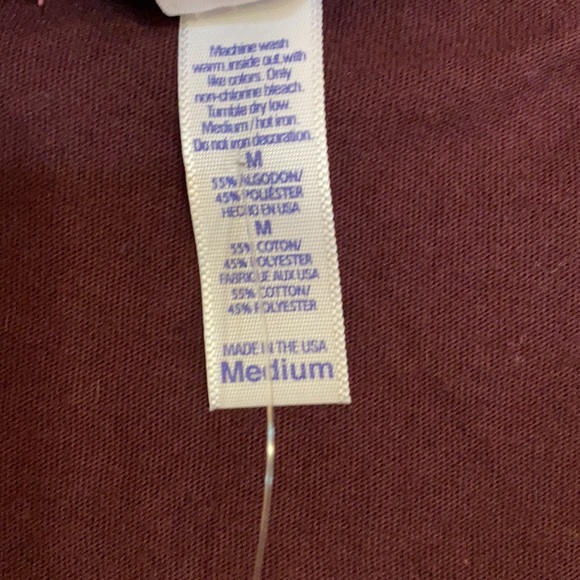 Machine wash
warm, inside out, with
like colors. Only
non-chlorine bleach.
Tumble dry low.
Medium/hot iron.
Do not iron decoration.
M
55% ALGODON/
45% POLIÉSTER
HECHO EN USA
M
55% COTON/
45% POLYESTER
FABRIQUE AUX USA
55% COTTON/
45% POLYESTER
MADE IN THE USA
Medium